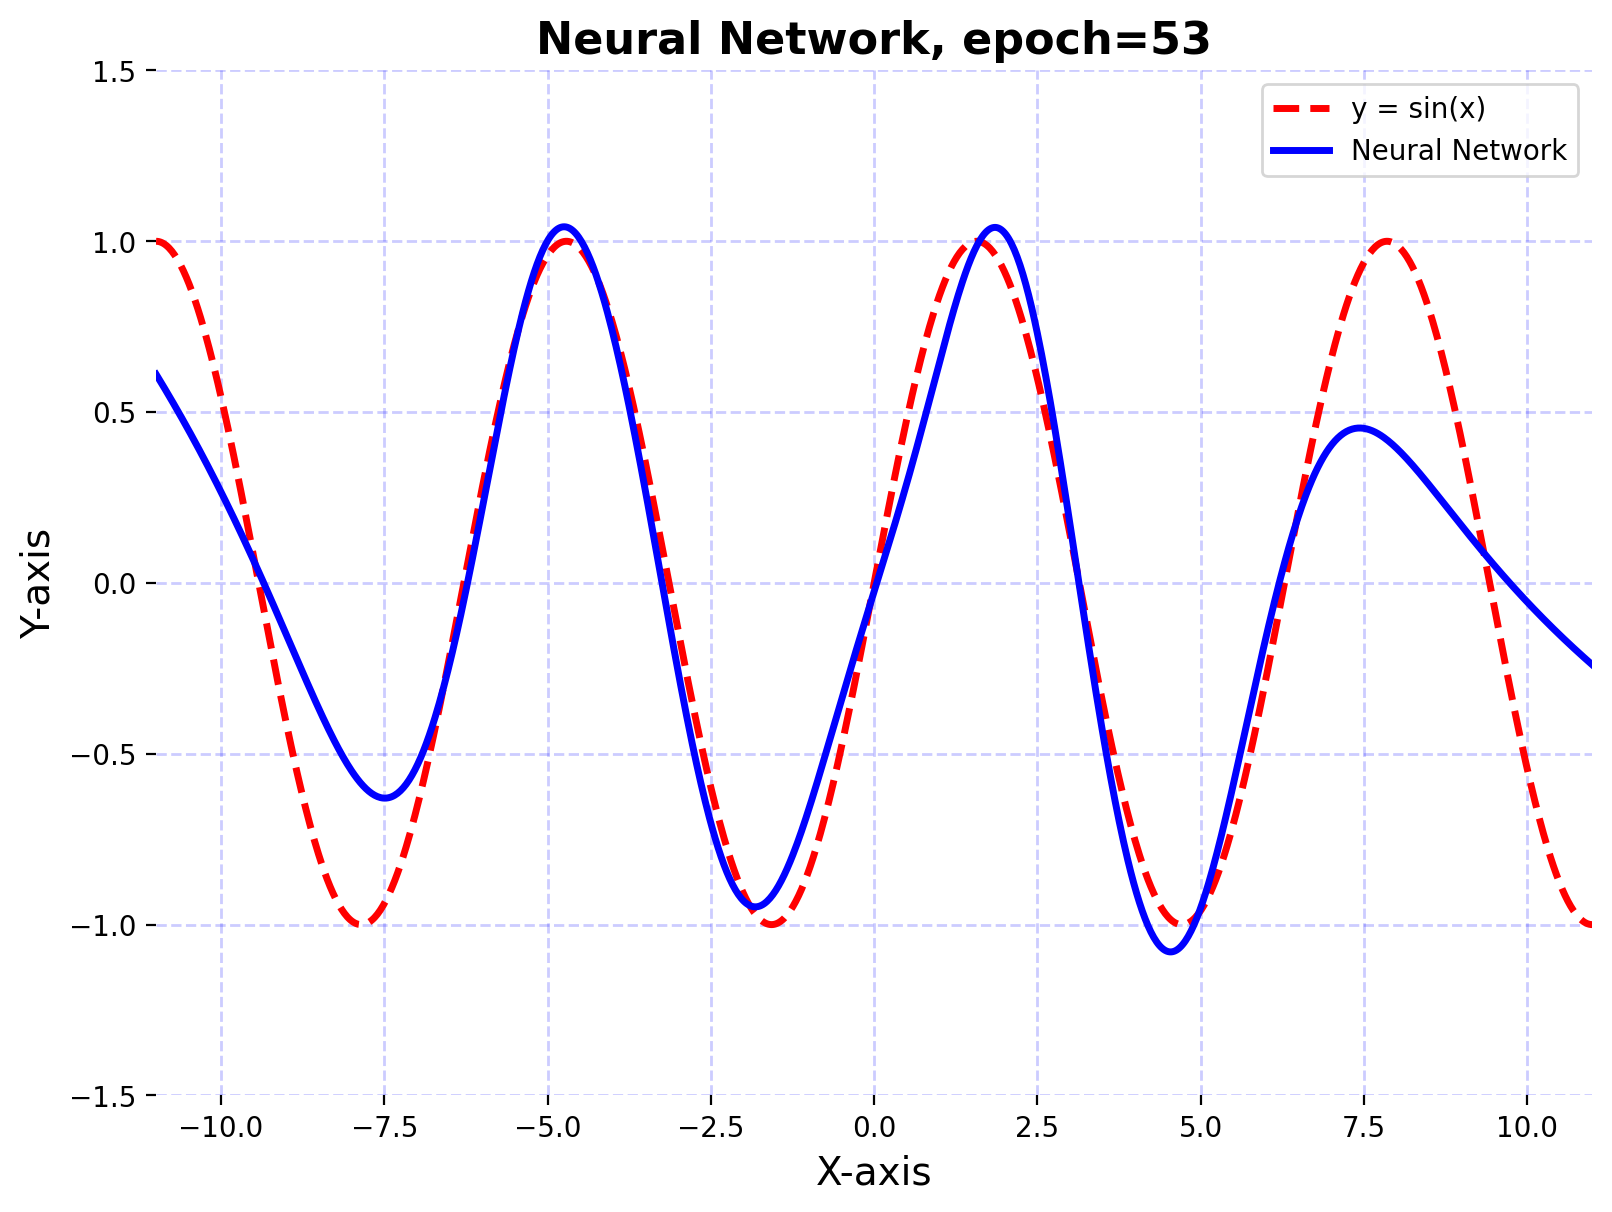 Neural Network, epoch=53
y = sin(x)
Neural Network
1.5
1.0
0.5
0.0
−0.5
−1.0
−1.5
Y-axis
−10.0 −7.5 −5.0 −2.5 0.0 2.5 5.0 7.5 10.0
X-axis